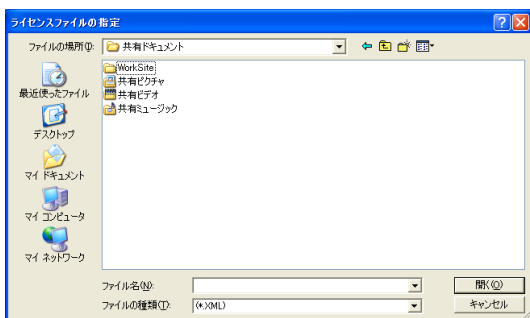 ライセンスファイルの指定
ファイルの場所(I): 共有ドキュメント
WorkSite
共有ピクチャ
共有ビデオ
共有ミュージック
最近使ったファイル
デスクトップ
マイ ドキュメント
マイ コンピュータ
マイ ネットワーク
ファイル名(N): 開く(O)
ファイルの種類(T): (*.XML) キャンセル